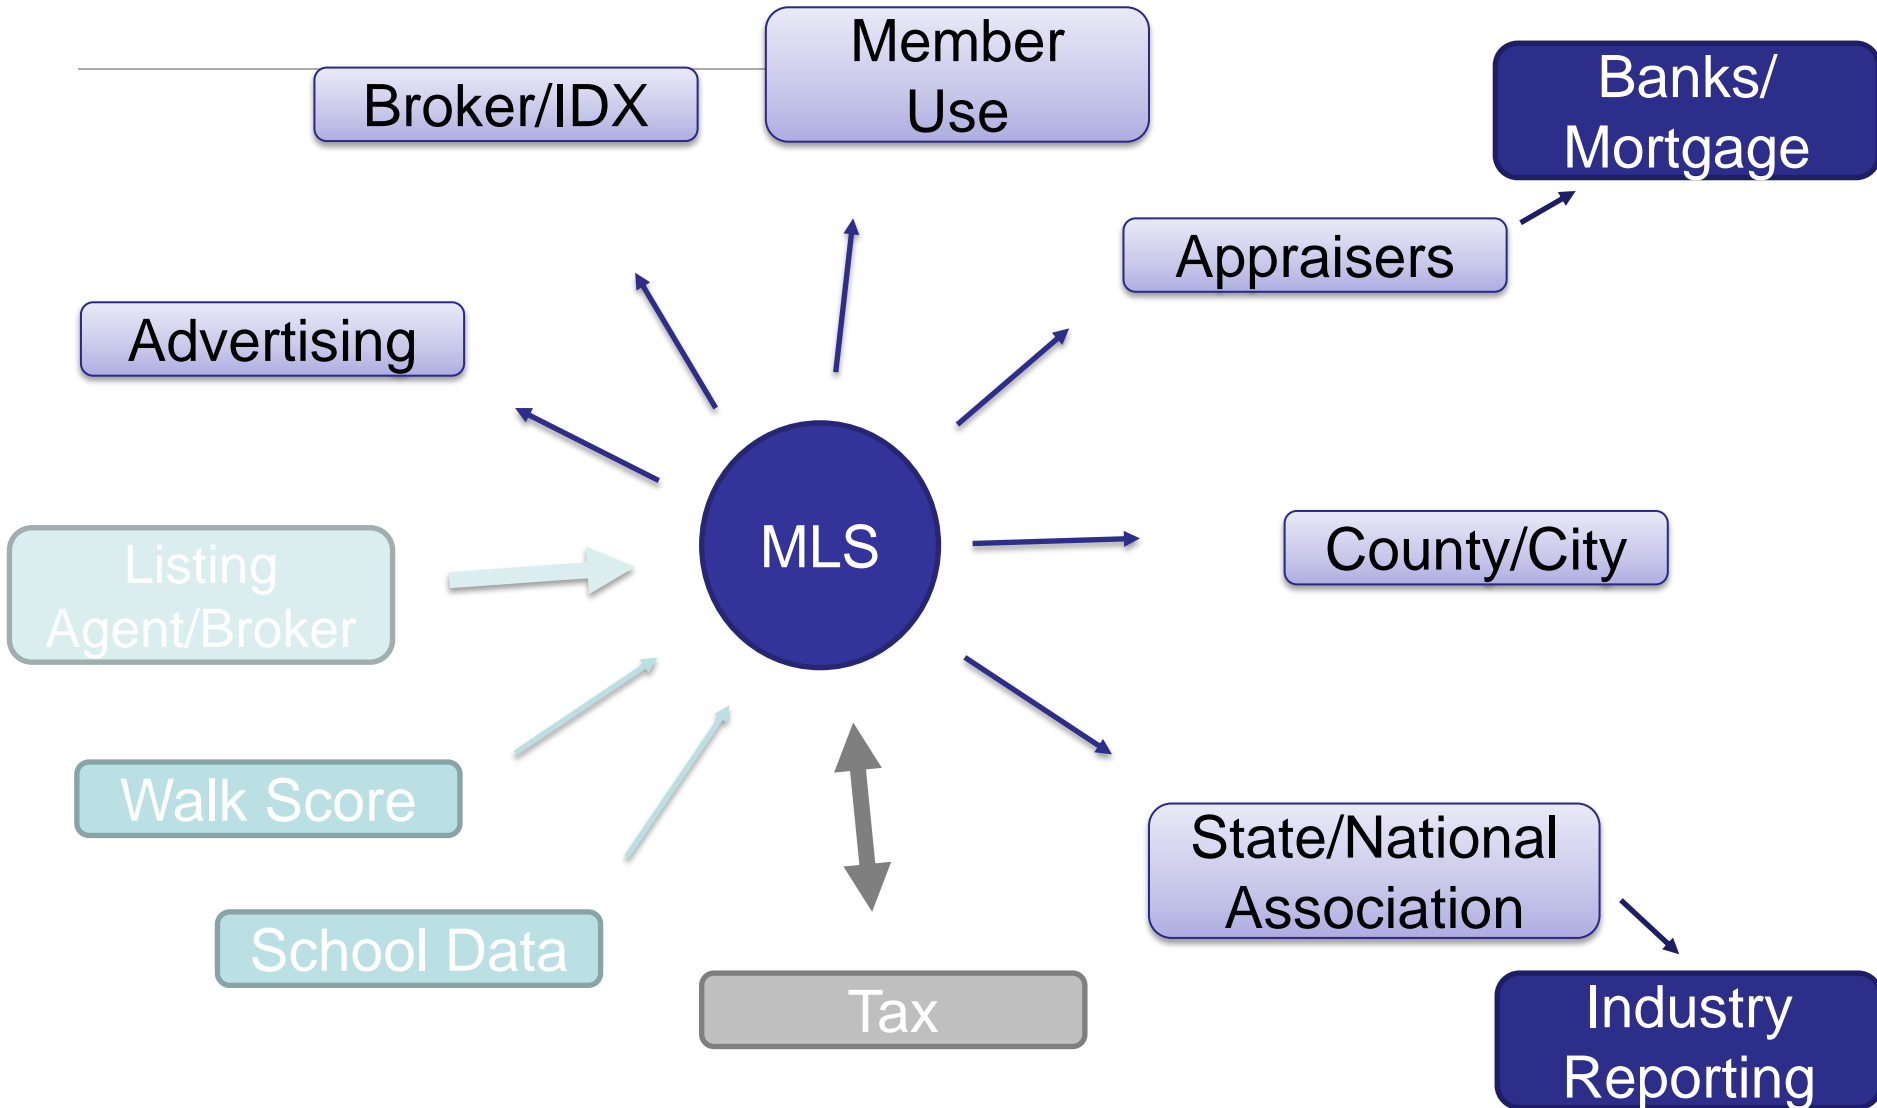 Member
Use
Broker/IDX
Banks/
Mortgage
Appraisers
Advertising
MLS
County/City
Listing
Agent/Broker
Walk Score
State/National
Association
School Data
Tax
Industry
Reporting